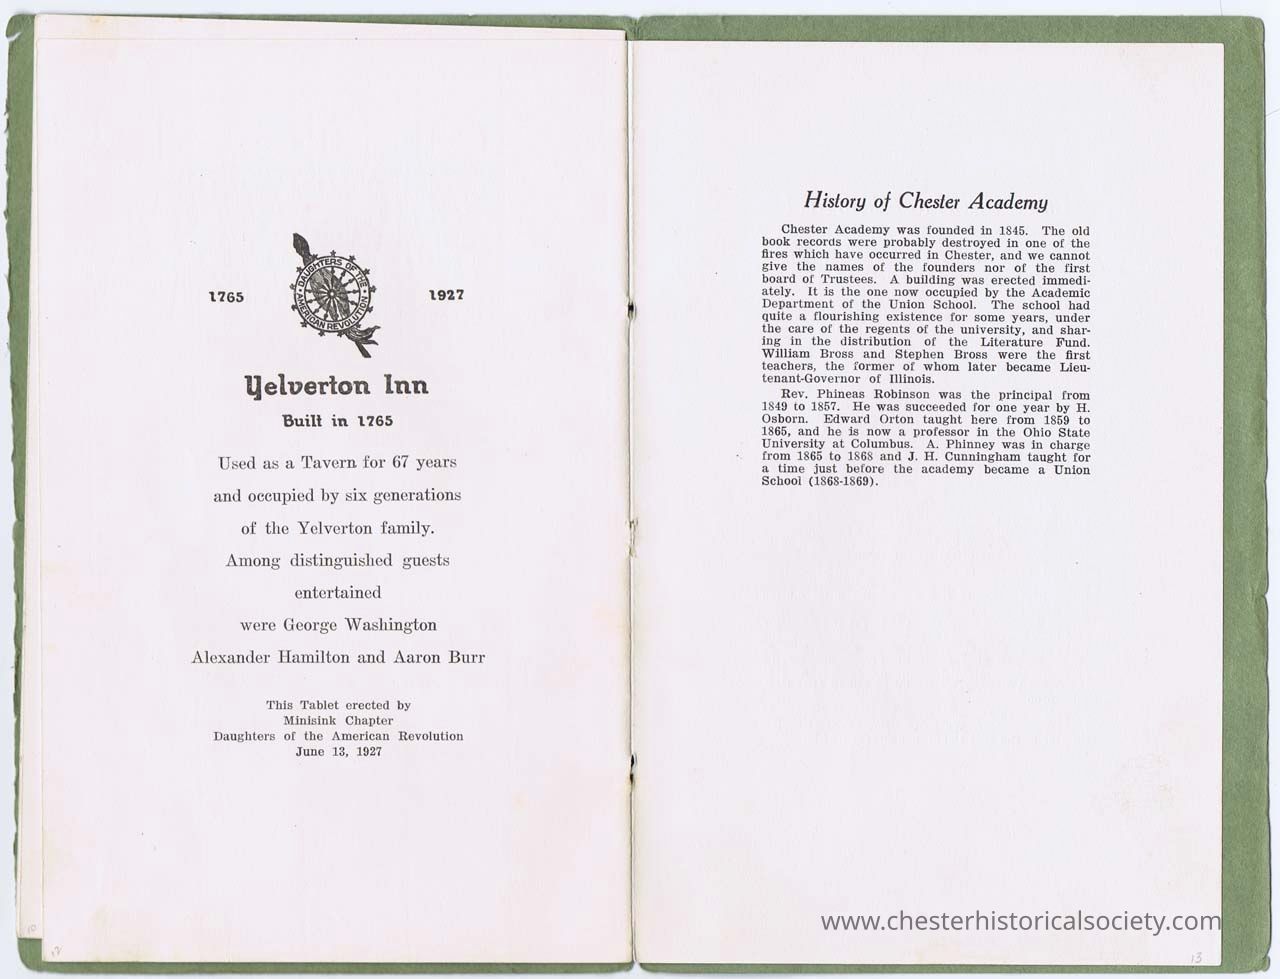 1765
DAUGHTERS OF THE
AMERICAN REVOLUTION
1927
Yelverton Inn
Built in 1765
Used as a Tavern for 67 years
and occupied by six generations
of the Yelverton family.
Among distinguished guests
entertained
were George Washington
Alexander Hamilton and Aaron Burr
This Tablet erected by
Minisink Chapter
Daughters of the American Revolution
June 13, 1927
10
12
History of Chester Academy
Chester Academy was founded in 1845. The old
book records were probably destroyed in one of the
fires which have occurred in Chester, and we cannot
give the names of the founders nor of the first
board of Trustees. A building was erected immedi-
ately. It is the one now occupied by the Academic
Department of the Union School. The school had
quite a flourishing existence for some years, under
the care of the regents of the university, and shar-
ing in the distribution of the Literature Fund.
William Bross and Stephen Bross were the first
teachers, the former of whom later became Lieu-
tenant-Governor of Illinois.
Rev. Phineas Robinson was the principal from
1849 to 1857. He was succeeded for one year by H.
Osborn. Edward Orton taught here from 1859 to
1865, and he is now a professor in the Ohio State
University at Columbus. A. Phinney was in charge
from 1865 to 1868 and J. H. Cunningham taught for
a time just before the academy became a Union
School (1868-1869).
www.chesterhistoricalsociety.com
13